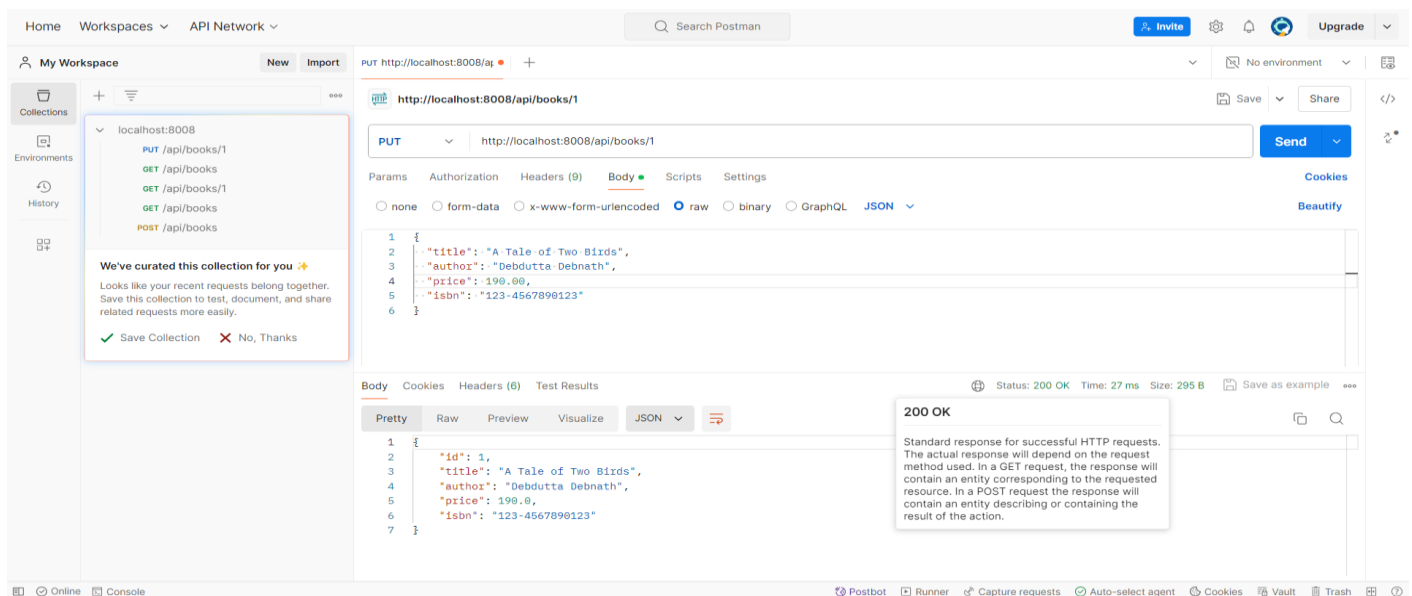 Home Workspaces API Network Search Postman Invite Upgrade
My Workspace New Import PUT http://localhost:8008/ap No environment
Collections
Environments
History
localhost:8008
PUT /api/books/1
GET /api/books
GET /api/books/1
GET /api/books
POST /api/books
We've curated this collection for you ✨
Looks like your recent requests belong together.
Save this collection to test, document, and share
related requests more easily.
Save Collection No, Thanks
HTTP http://localhost:8008/api/books/1 Save Share
PUT http://localhost:8008/api/books/1 Send
Params Authorization Headers (9) Body Scripts Settings Cookies
none form-data x-www-form-urlencoded raw binary GraphQL JSON Beautify
1 {
2 "title": "A Tale of Two Birds",
3 "author": "Debdutta Debnath",
4 "price": 190.00,
5 "isbn": "123-4567890123"
6 }
Body Cookies Headers (6) Test Results Status: 200 OK Time: 27 ms Size: 295 B Save as example
Pretty Raw Preview Visualize JSON
1 {
2 "id": 1,
3 "title": "A Tale of Two Birds",
4 "author": "Debdutta Debnath",
5 "price": 190.0,
6 "isbn": "123-4567890123"
7 }
200 OK
Standard response for successful HTTP requests.
The actual response will depend on the request
method used. In a GET request, the response will
contain an entity corresponding to the requested
resource. In a POST request the response will
contain an entity describing or containing the
result of the action.
Online Console Postbot Runner Capture requests Auto-select agent Cookies Vault Trash